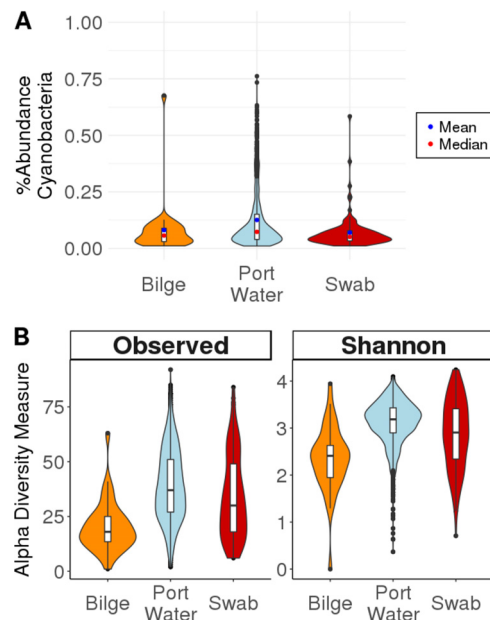 A
%Abundance
Cyanobacteria
1.00
0.75
0.50
0.25
0.00
Bilge
Port
Water
Swab
Mean
Median
B
Observed
Shannon
Alpha Diversity Measure
75
50
25
0
4
3
2
1
0
Bilge
Port
Water
Swab
Bilge
Port
Water
Swab